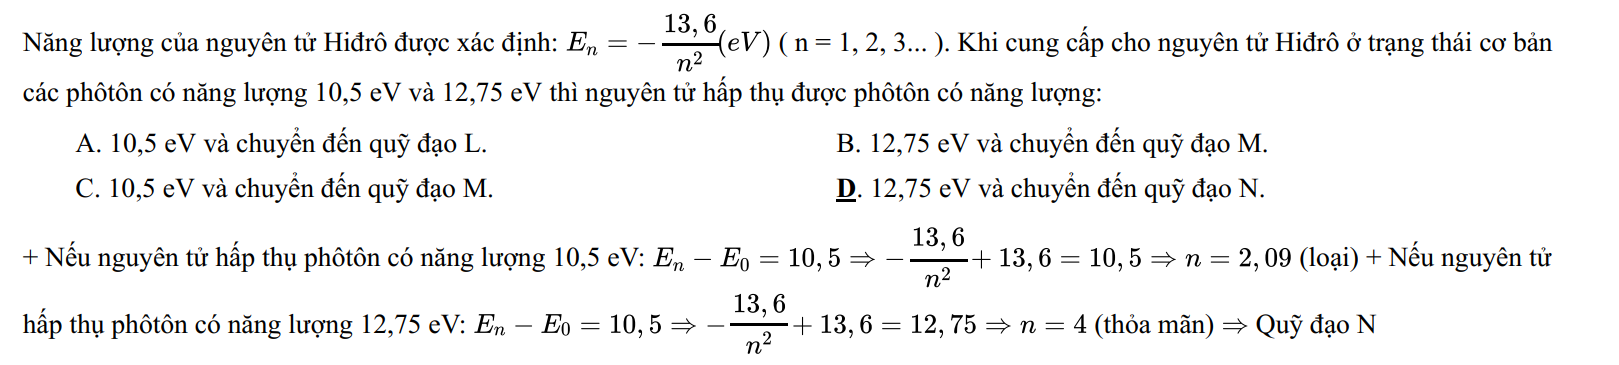 Năng lượng của nguyên tử Hiđrô được xác định: $E_n = -\dfrac{13,6}{n^2}(eV)$ ( n = 1, 2, 3... ). Khi cung cấp cho nguyên tử Hiđrô ở trạng thái cơ bản
các phôtôn có năng lượng 10,5 eV và 12,75 eV thì nguyên tử hấp thụ được phôtôn có năng lượng:
A. 10,5 eV và chuyển đến quỹ đạo L. B. 12,75 eV và chuyển đến quỹ đạo M.
C. 10,5 eV và chuyển đến quỹ đạo M. D. 12,75 eV và chuyển đến quỹ đạo N.
+ Nếu nguyên tử hấp thụ phôtôn có năng lượng 10,5 eV: $E_n - E_0 = 10,5 \Rightarrow -\dfrac{13,6}{n^2} + 13,6 = 10,5 \Rightarrow n = 2,09$ (loại) + Nếu nguyên tử
hấp thụ phôtôn có năng lượng 12,75 eV: $E_n - E_0 = 10,5 \Rightarrow -\dfrac{13,6}{n^2} + 13,6 = 12,75 \Rightarrow n = 4$ (thỏa mãn) $\Rightarrow$ Quỹ đạo N